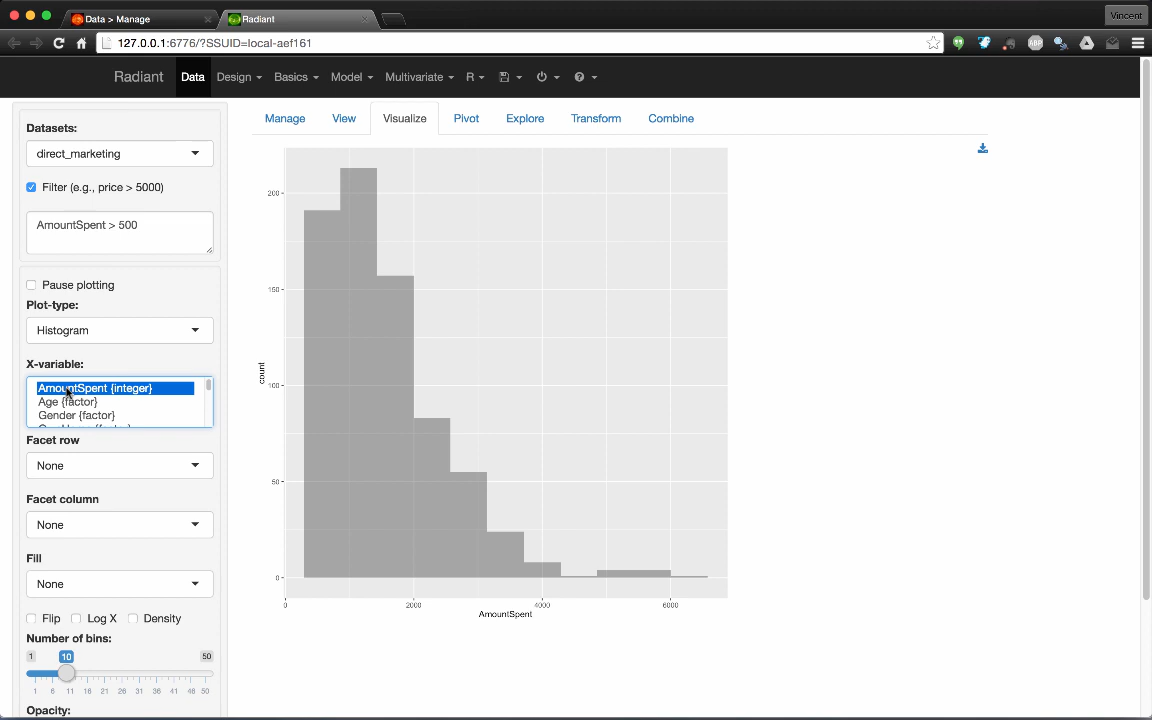 Data > Manage
Radiant
Vincent
127.0.0.1:6776/?SSUID=local-aef161
ABP
Radiant
Data
Design
Basics
Model
Multivariate
R
Manage
View
Visualize
Pivot
Explore
Transform
Combine
Datasets:
direct_marketing
Filter (e.g., price > 5000)
AmountSpent > 500
Pause plotting
Plot-type:
Histogram
X-variable:
AmountSpent {integer}
Age {factor}
Gender {factor}
Facet row
None
Facet column
None
Fill
None
Flip
Log X
Density
Number of bins:
1
10
50
1 6 11 16 21 26 31 36 41 46 50
Opacity:
200
150
100
50
0
count
0
2000
4000
6000
AmountSpent